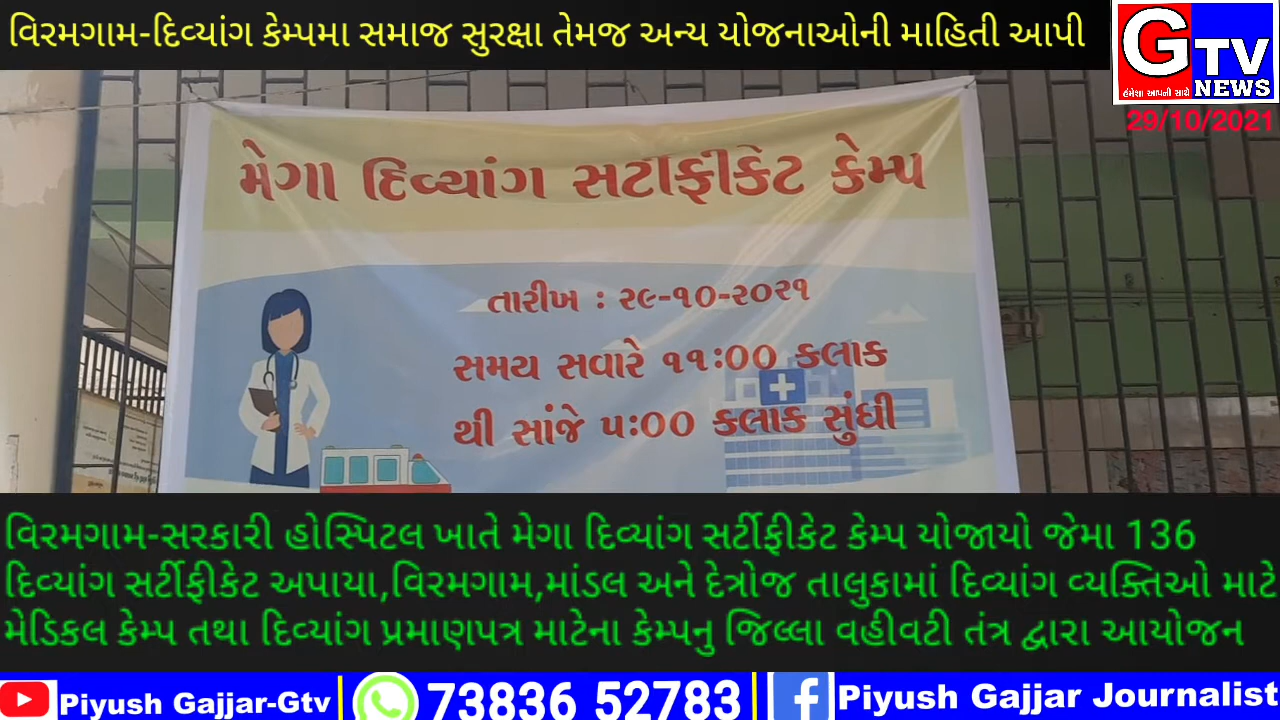 વિરમગામ-દિવ્યાંગ કેમ્પમા સમાજ સુરક્ષા તેમજ અન્ય યોજનાઓની માહિતી આપી
GTV
NEWS
હંમેશા આપની સાથે
29/10/2021
મેગા દિવ્યાંગ સર્ટીફીકેટ કેમ્પ
તારીખ : ૨૯-૧૦-૨૦૨૧
સમય સવારે ૧૧:૦૦ કલાક
થી સાંજે ૫:૦૦ કલાક સુંધી
વિરમગામ-સરકારી હોસ્પિટલ ખાતે મેગા દિવ્યાંગ સર્ટીફીકેટ કેમ્પ યોજાયો જેમા 136
દિવ્યાંગ સર્ટીફીકેટ અપાયા,વિરમગામ,માંડલ અને દેત્રોજ તાલુકામાં દિવ્યાંગ વ્યક્તિઓ માટે
મેડિકલ કેમ્પ તથા દિવ્યાંગ પ્રમાણપત્ર માટેના કેમ્પનુ જિલ્લા વહીવટી તંત્ર દ્વારા આયોજન
Piyush Gajjar-Gtv
73836 52783
Piyush Gajjar Journalist